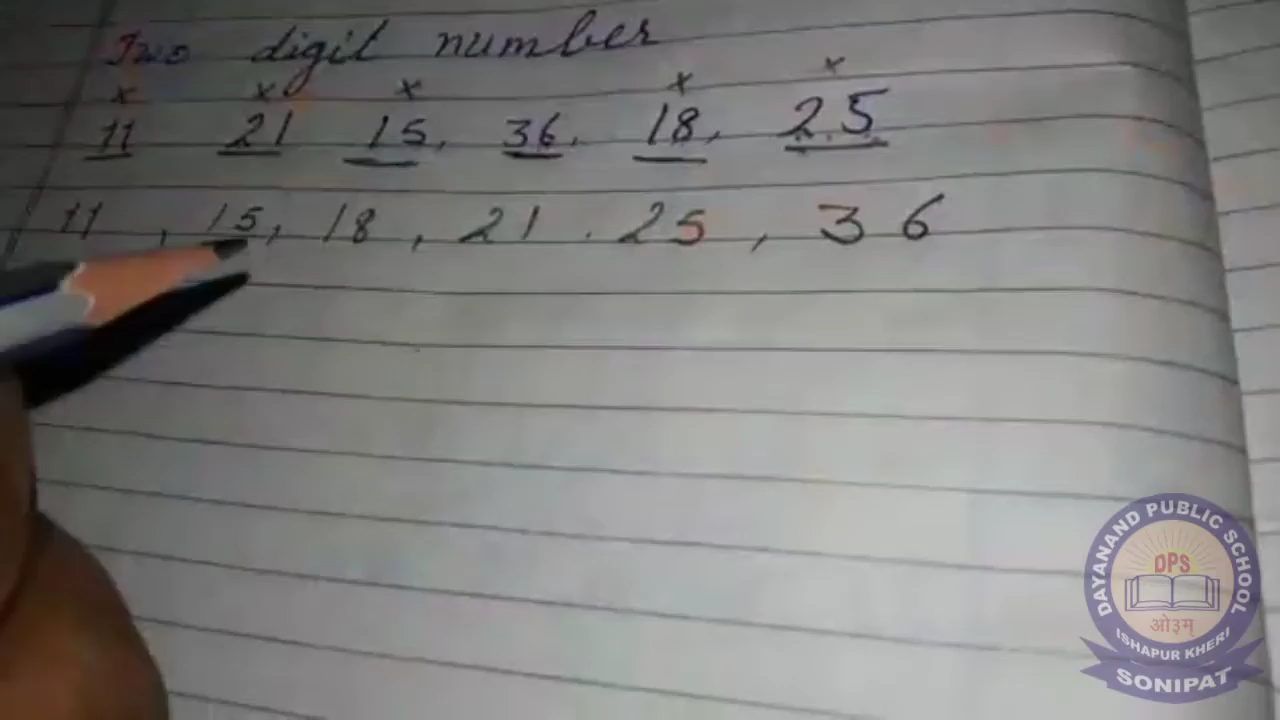 Two digit number
x x x x x
11 21 15, 36, 18, 25
11, 15, 18, 21. 25, 36
DAYANAND PUBLIC SCHOOL
DPS
ओ३म्
ISHAPUR KHERI
SONIPAT